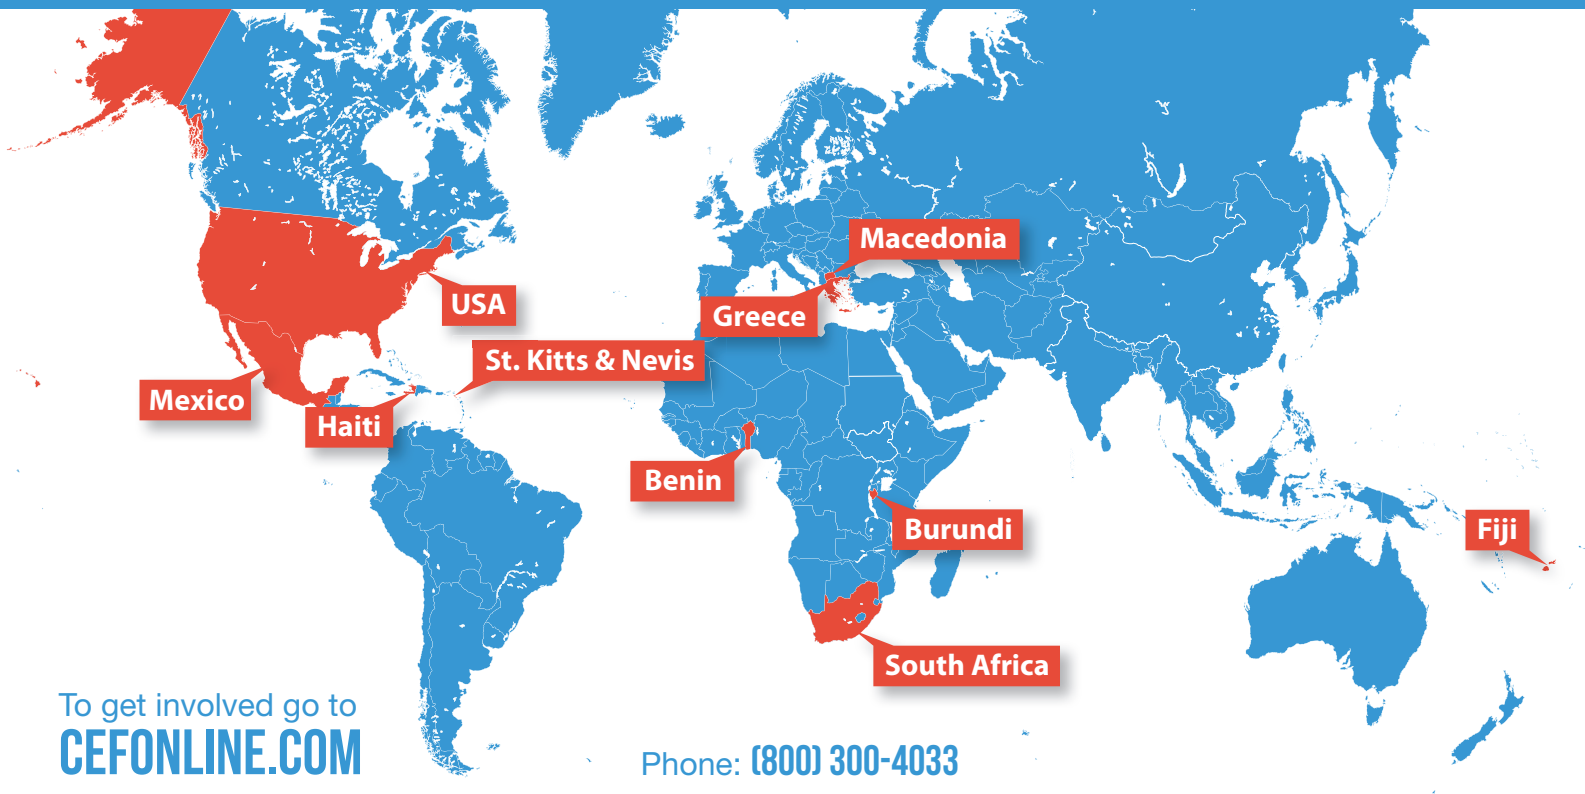 Macedonia
USA
Greece
St. Kitts & Nevis
Mexico
Haiti
Benin
Burundi
Fiji
South Africa
To get involved go to
CEFONLINE.COM
Phone: (800) 300-4033